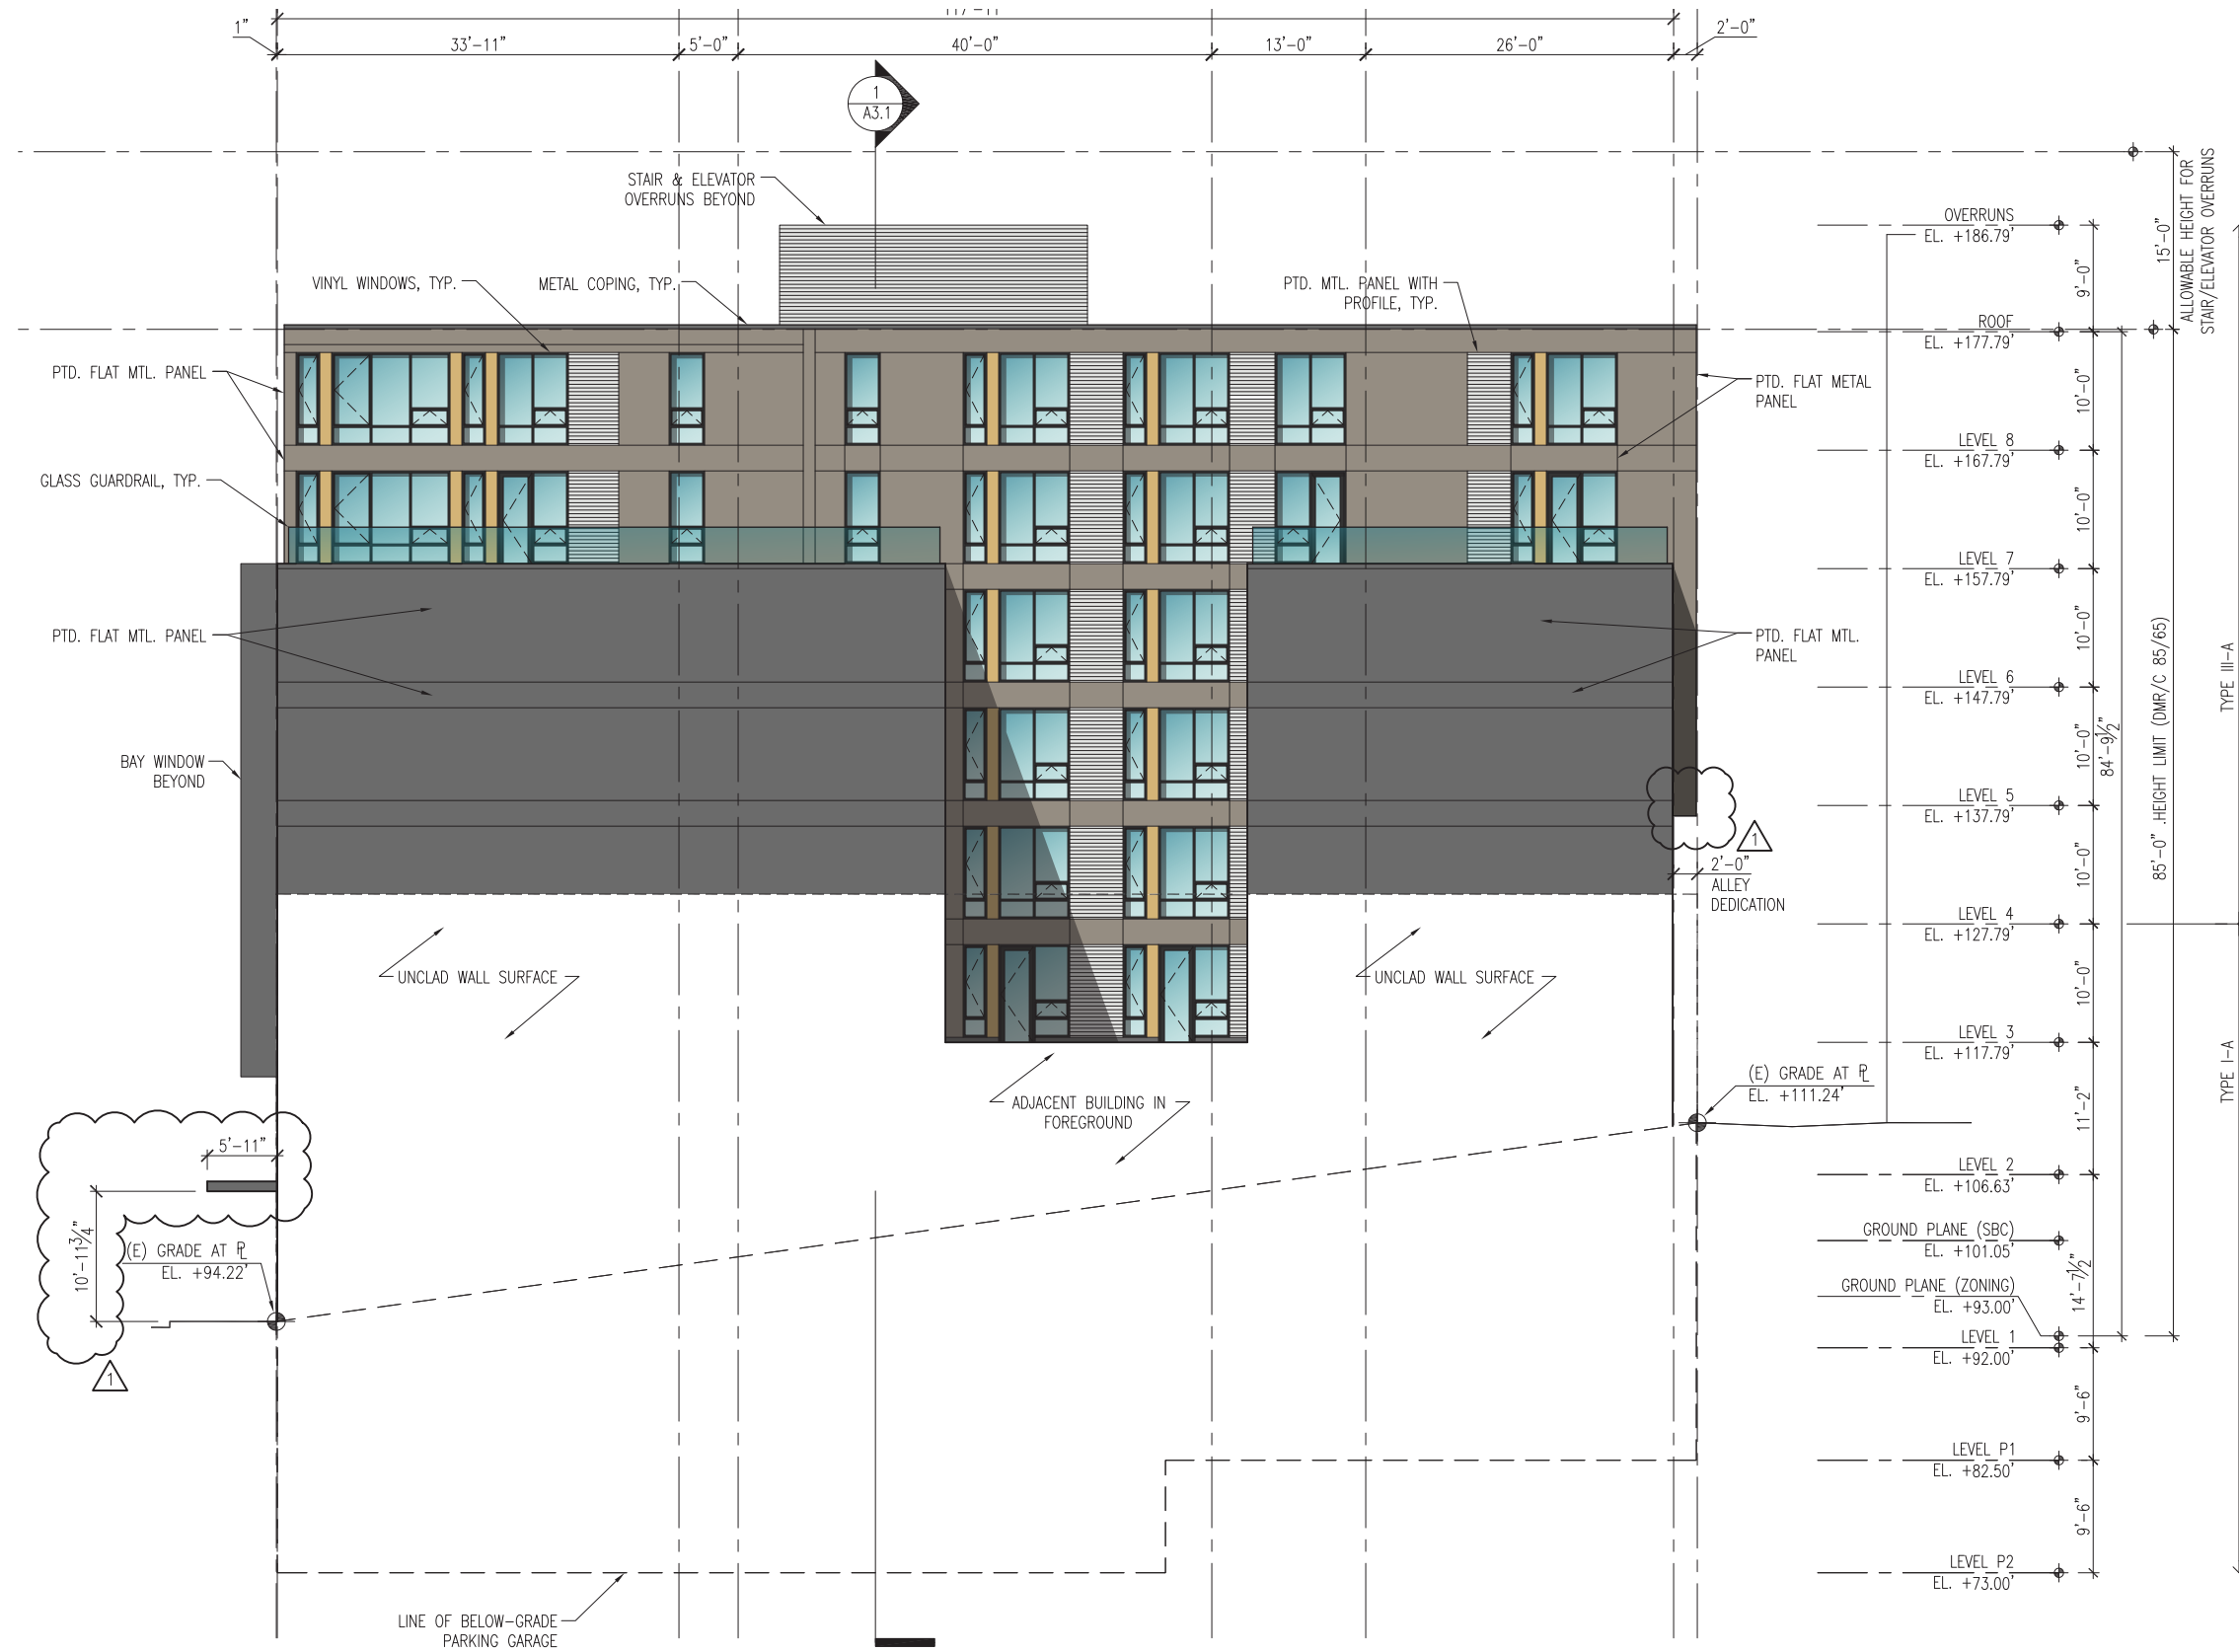 117'-11"
1"
33'-11"
5'-0"
40'-0"
13'-0"
26'-0"
2'-0"
1
A3.1
STAIR & ELEVATOR
OVERRUNS BEYOND
VINYL WINDOWS, TYP.
METAL COPING, TYP.
PTD. MTL. PANEL WITH
PROFILE, TYP.
PTD. FLAT MTL. PANEL
GLASS GUARDRAIL, TYP.
PTD. FLAT METAL
PANEL
PTD. FLAT MTL. PANEL
PTD. FLAT MTL.
PANEL
BAY WINDOW
BEYOND
1
2'-0"
ALLEY
DEDICATION
UNCLAD WALL SURFACE
UNCLAD WALL SURFACE
ADJACENT BUILDING IN
FOREGROUND
(E) GRADE AT PL
EL. +111.24'
5'-11"
10'-11 3/4"
(E) GRADE AT PL
EL. +94.22'
1
LINE OF BELOW-GRADE
PARKING GARAGE
OVERRUNS
EL. +186.79'
ROOF
EL. +177.79'
LEVEL 8
EL. +167.79'
LEVEL 7
EL. +157.79'
LEVEL 6
EL. +147.79'
LEVEL 5
EL. +137.79'
LEVEL 4
EL. +127.79'
LEVEL 3
EL. +117.79'
LEVEL 2
EL. +106.63'
GROUND PLANE (SBC)
EL. +101.05'
GROUND PLANE (ZONING)
EL. +93.00'
LEVEL 1
EL. +92.00'
LEVEL P1
EL. +82.50'
LEVEL P2
EL. +73.00'
9'-0"
10'-0"
10'-0"
10'-0"
10'-0"
10'-0"
10'-0"
11'-2"
14'-7 1/2"
9'-6"
9'-6"
84'-9 1/2"
15'-0"
ALLOWABLE HEIGHT FOR
STAIR/ELEVATOR OVERRUNS
85'-0" .HEIGHT LIMIT (DMR/C 85/65)
TYPE III-A
TYPE I-A